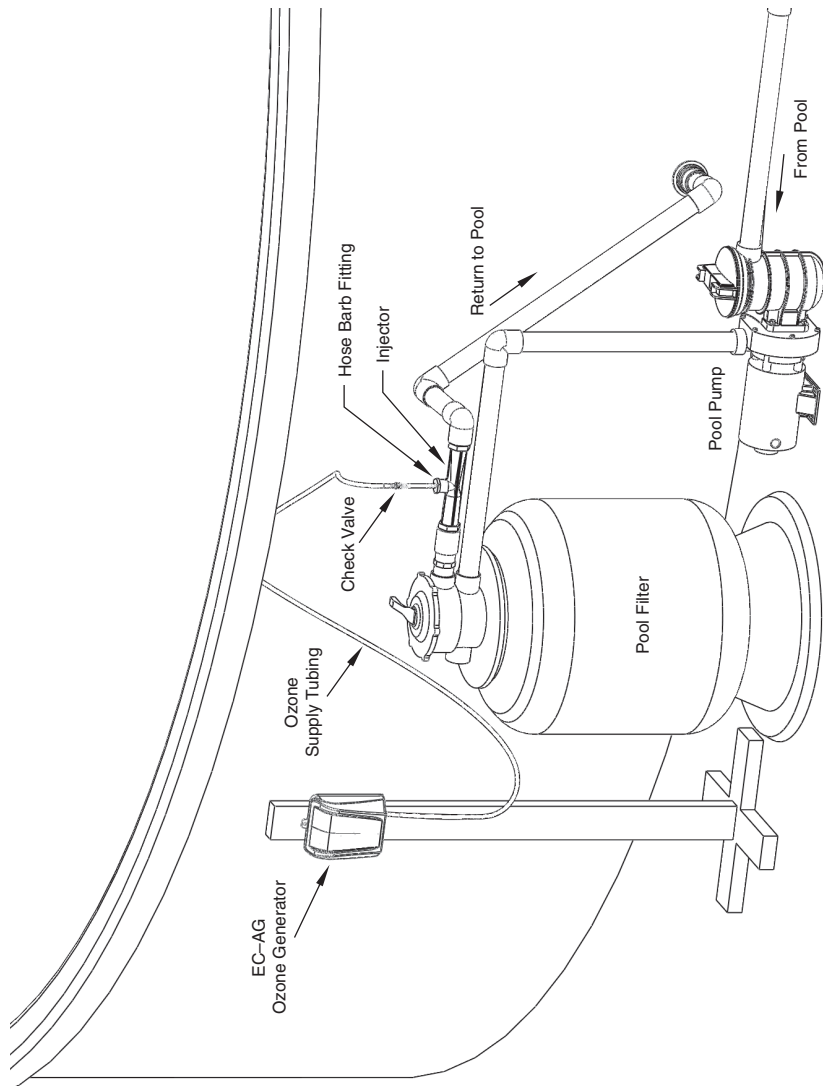 EC–AG
Ozone Generator
Ozone
Supply Tubing
Check Valve
Hose Barb Fitting
Injector
Return to Pool
Pool Filter
Pool Pump
From Pool